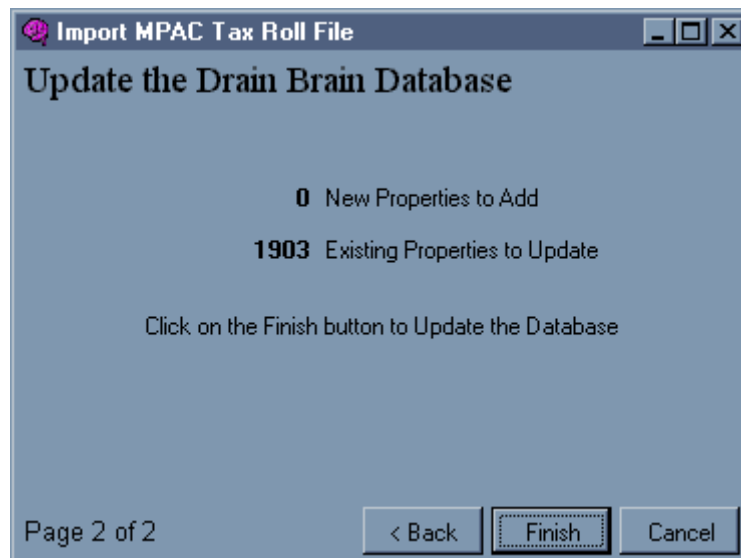 Import MPAC Tax Roll File
Update the Drain Brain Database
0 New Properties to Add
1903 Existing Properties to Update
Click on the Finish button to Update the Database
Page 2 of 2
< Back
Finish
Cancel